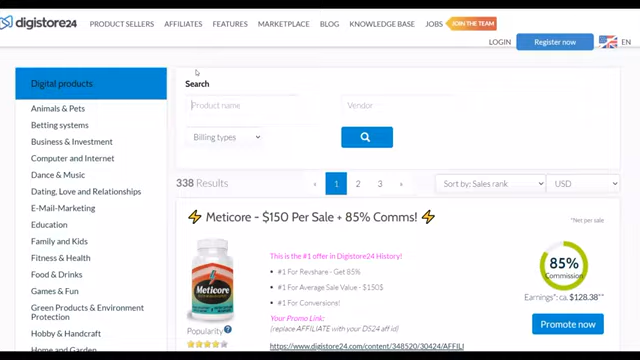 digistore24
PRODUCT SELLERS AFFILIATES FEATURES MARKETPLACE BLOG KNOWLEDGE BASE JOBS JOIN THE TEAM
LOGIN Register now EN
Digital products
Animals & Pets
Betting systems
Business & Investment
Computer and Internet
Dance & Music
Dating, Love and Relationships
E-Mail-Marketing
Education
Family and Kids
Fitness & Health
Food & Drinks
Games & Fun
Green Products & Environment
Protection
Hobby & Handcraft
Home and Garden
Search
Product name Vendor
Billing types
338 Results « 1 2 3 » Sort by: Sales rank USD
⚡ Meticore - $150 Per Sale + 85% Comms! ⚡
*Net per sale
Meticore
Popularity ?
This is the #1 offer in Digistore24 History!
• #1 For Revshare - Get 85%
• #1 For Average Sale Value - $150$
• #1 For Conversions!
Your Promo Link:
(replace AFFILIATE with your DS24 aff id)
https://www.digistore24.com/content/348520/30424/AFFILI
85%
Commission
Earnings*: ca. $128.38**
Promote now